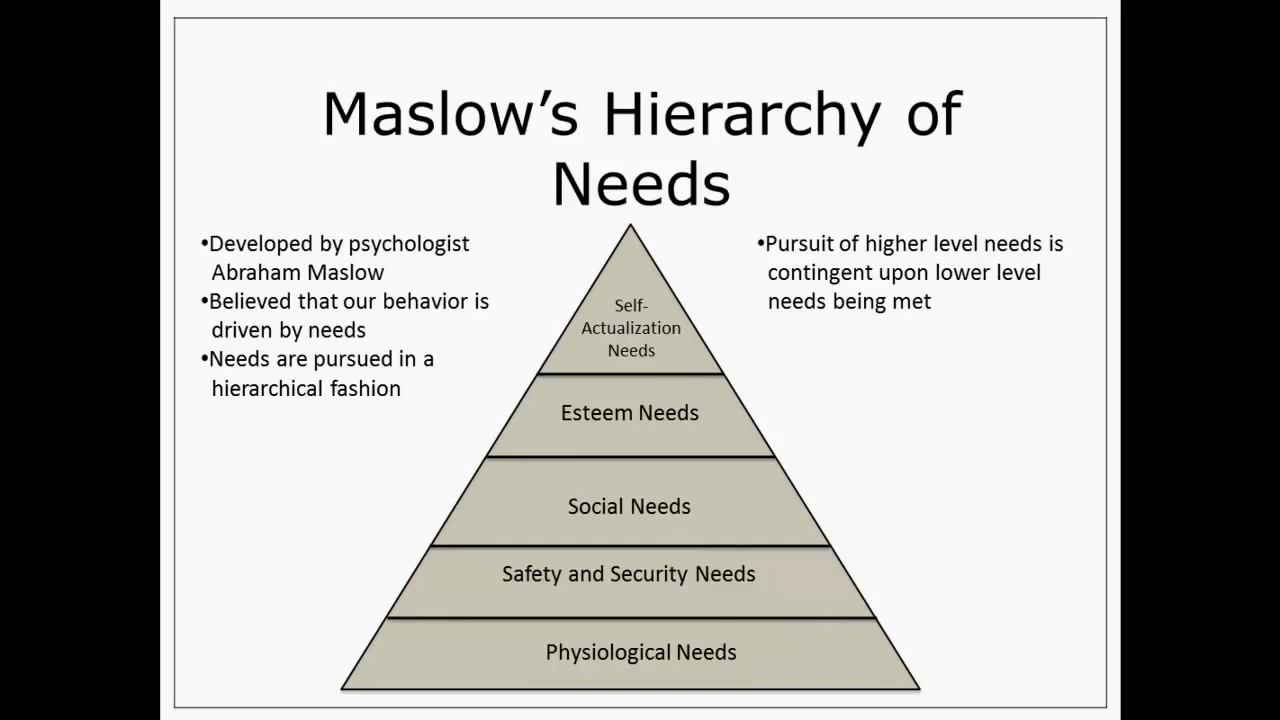 Maslow’s Hierarchy of
Needs
•Developed by psychologist
Abraham Maslow
•Believed that our behavior is
driven by needs
•Needs are pursued in a
hierarchical fashion
•Pursuit of higher level needs is
contingent upon lower level
needs being met
Self-
Actualization
Needs
Esteem Needs
Social Needs
Safety and Security Needs
Physiological Needs